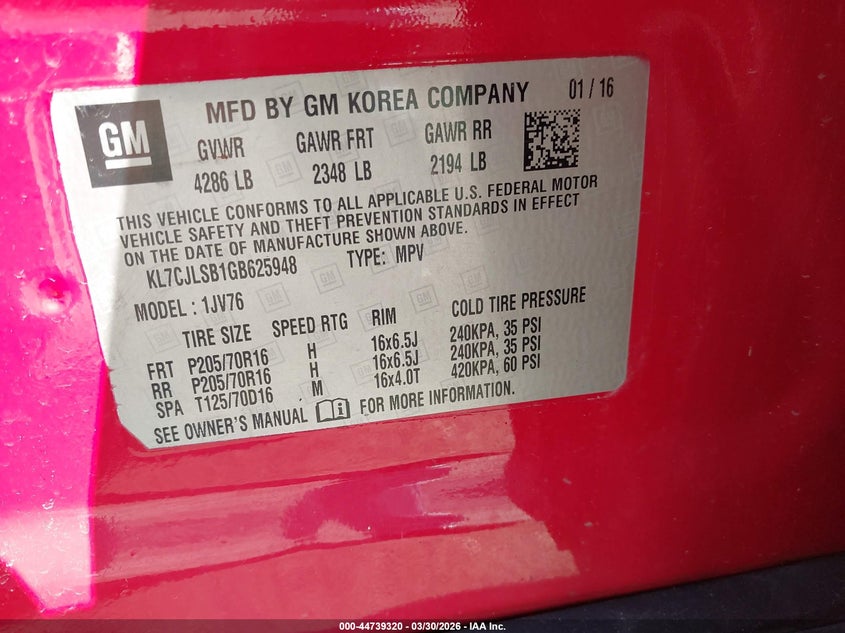 GM
MFD BY GM KOREA COMPANY 01 / 16
GVWR GAWR FRT GAWR RR
4286 LB 2348 LB 2194 LB
THIS VEHICLE CONFORMS TO ALL APPLICABLE U.S. FEDERAL MOTOR
VEHICLE SAFETY AND THEFT PREVENTION STANDARDS IN EFFECT
ON THE DATE OF MANUFACTURE SHOWN ABOVE.
KL7CJLSB1GB625948 TYPE: MPV
MODEL : 1JV76
TIRE SIZE SPEED RTG RIM COLD TIRE PRESSURE
FRT P205/70R16 H 16x6.5J 240KPA, 35 PSI
RR P205/70R16 H 16x6.5J 240KPA, 35 PSI
SPA T125/70D16 M 16x4.0T 420KPA, 60 PSI
SEE OWNER'S MANUAL FOR MORE INFORMATION.
000-44739320 — 03/30/2026 — IAA Inc.